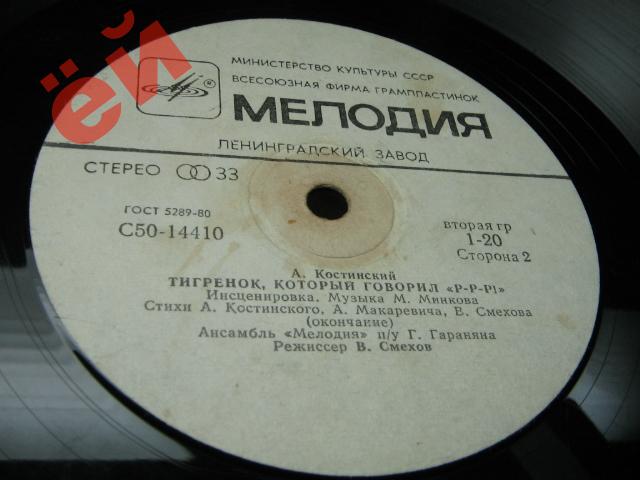 ёй
МИНИСТЕРСТВО КУЛЬТУРЫ СССР
ВСЕСОЮЗНАЯ ФИРМА ГРАМПЛАСТИНОК
МЕЛОДИЯ
ЛЕНИНГРАДСКИЙ ЗАВОД
СТЕРЕО 33
ГОСТ 5289-80
С50-14410
вторая гр
1-20
Сторона 2
А. Костинский
ТИГРЕНОК, КОТОРЫЙ ГОВОРИЛ «Р-Р-Р!»
Инсценировка. Музыка М. Минкова
Стихи А. Костинского, А. Макаревича, В. Смехова
(окончание)
Ансамбль «Мелодия» п/у Г. Гараняна
Режиссер В. Смехов